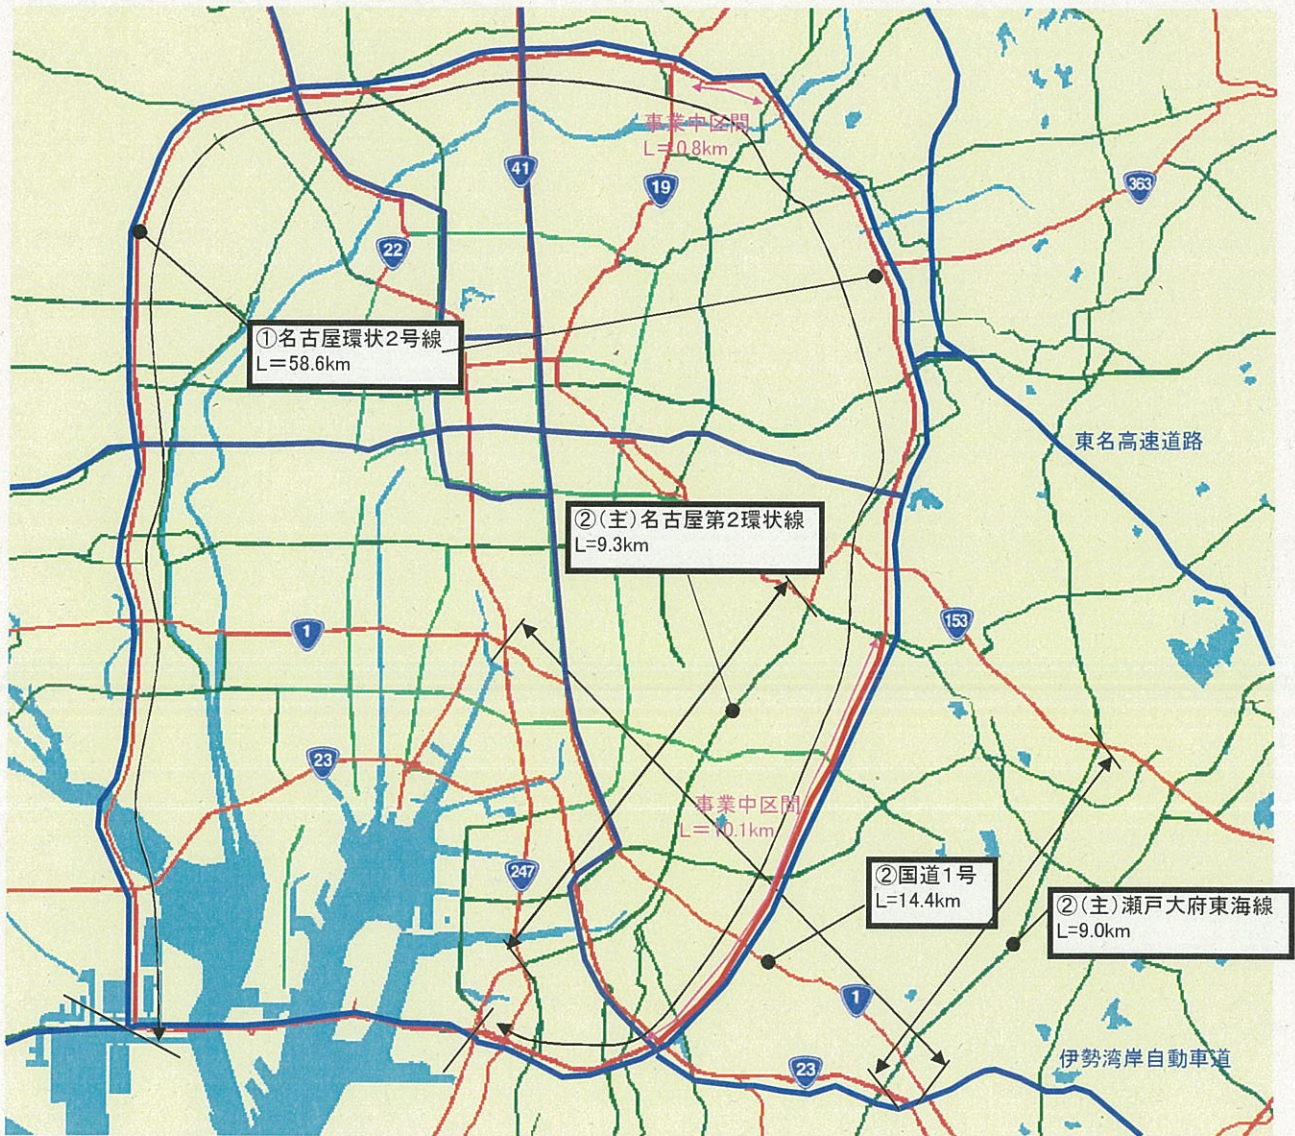 事業中区間
L=0.8km
41
19
363
22
①名古屋環状2号線
L=58.6km
東名高速道路
②(主)名古屋第2環状線
L=9.3km
1
153
23
事業中区間
L=10.1km
247
②国道1号
L=14.4km
②(主)瀬戸大府東海線
L=9.0km
1
23
伊勢湾岸自動車道